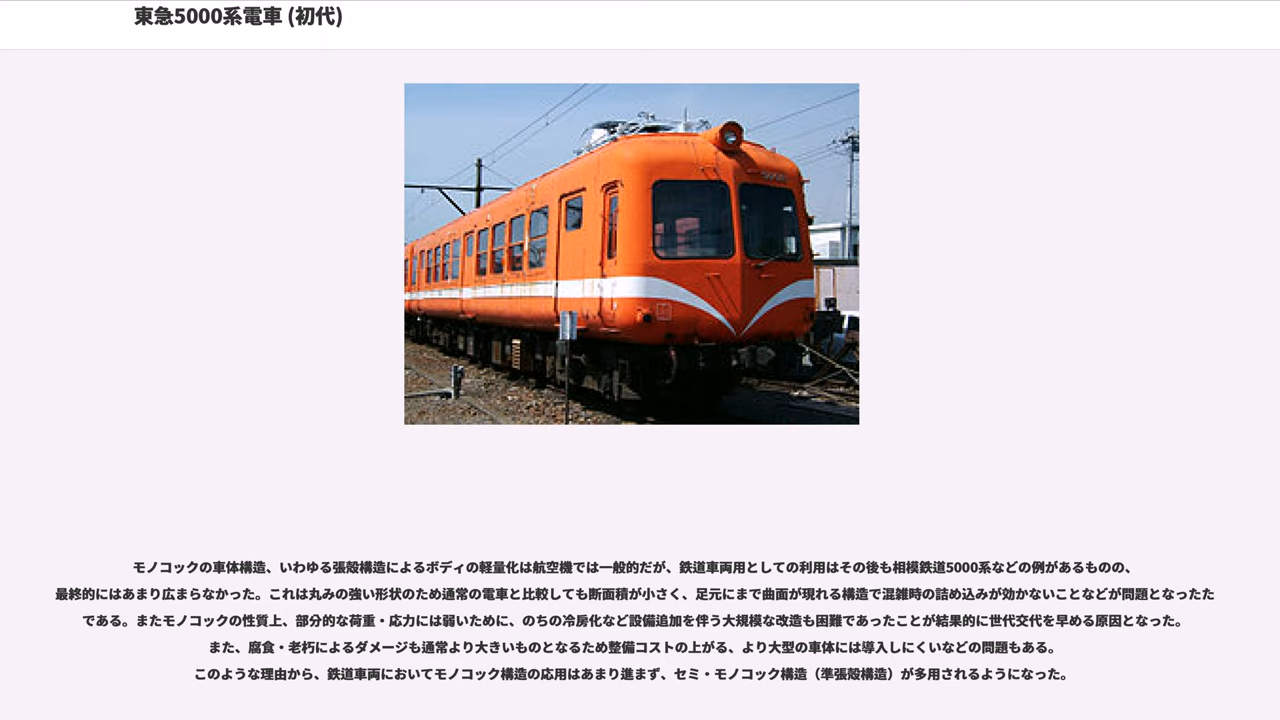 東急5000系電車 (初代)
モノコックの車体構造、いわゆる張殻構造によるボディの軽量化は航空機では一般的だが、鉄道車両用としての利用はその後も相模鉄道5000系などの例があるものの、
最終的にはあまり広まらなかった。これは丸みの強い形状のため通常の電車と比較しても断面積が小さく、足元にまで曲面が現れる構造で混雑時の詰め込みが効かないことなどが問題となったた
である。またモノコックの性質上、部分的な荷重・応力には弱いために、のちの冷房化など設備追加を伴う大規模な改造も困難であったことが結果的に世代交代を早める原因となった。
また、腐食・老朽によるダメージも通常より大きいものとなるため整備コストの上がる、より大型の車体には導入しにくいなどの問題もある。
このような理由から、鉄道車両においてモノコック構造の応用はあまり進まず、セミ・モノコック構造（準張殻構造）が多用されるようになった。